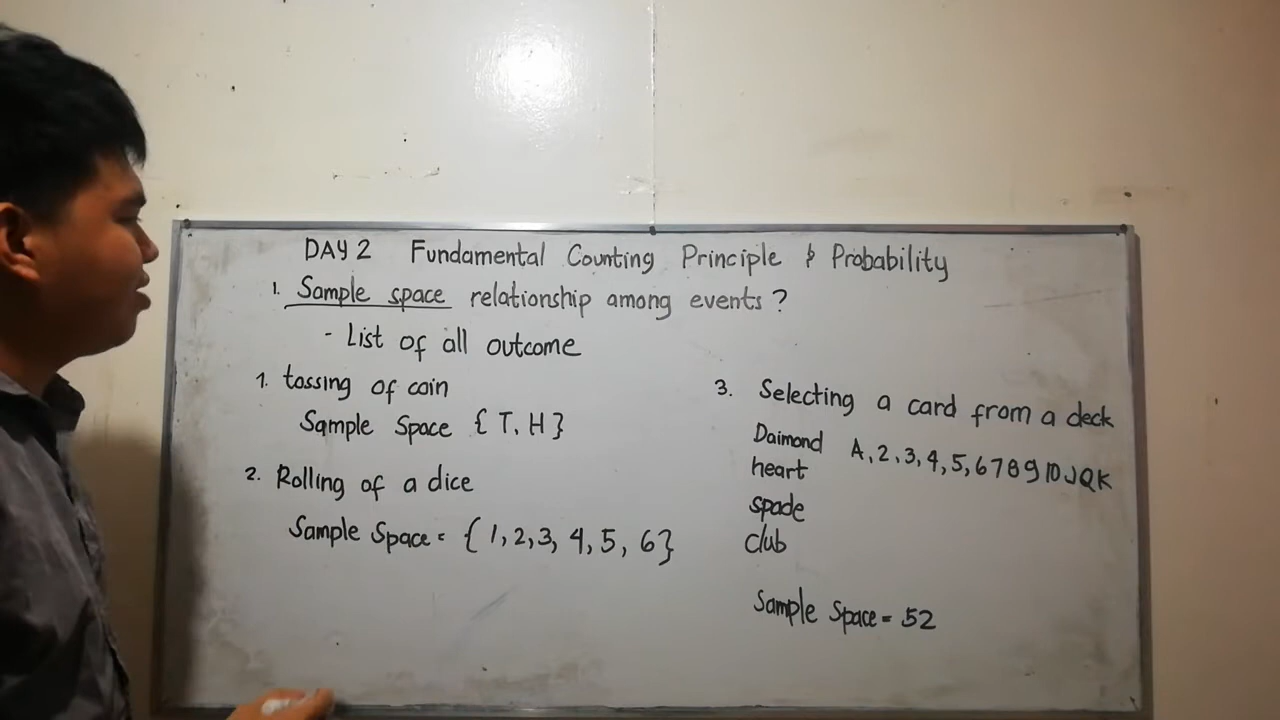 DAY 2 Fundamental Counting Principle & Probability
1. Sample space relationship among events?
- List of all outcome
1. tossing of coin
Sample Space { T, H }
2. Rolling of a dice
Sample Space = { 1, 2, 3, 4, 5, 6 }
3. Selecting a card from a deck
Daimond A, 2, 3, 4, 5, 6 7 8 9 10 J Q K
heart
spade
club
Sample Space = 52